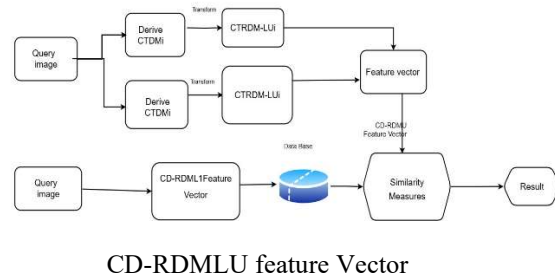 Query
image
Derive
CTDMi
Transform
CTRDM-LUi
Derive
CTDMi
Transform
CTRDM-LUi
Feature vector
CD-RDMU
Feature Vector
Query
image
CD-RDML1Feature
Vector
Data Base
Similarity
Measures
Result
CD-RDMLU feature Vector